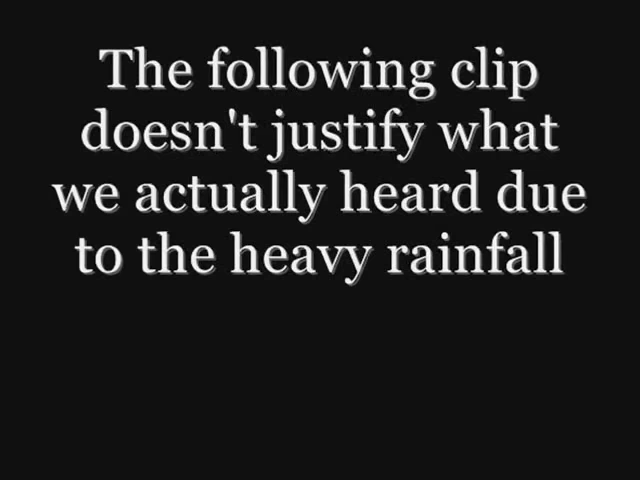 The following clip
doesn't justify what
we actually heard due
to the heavy rainfall